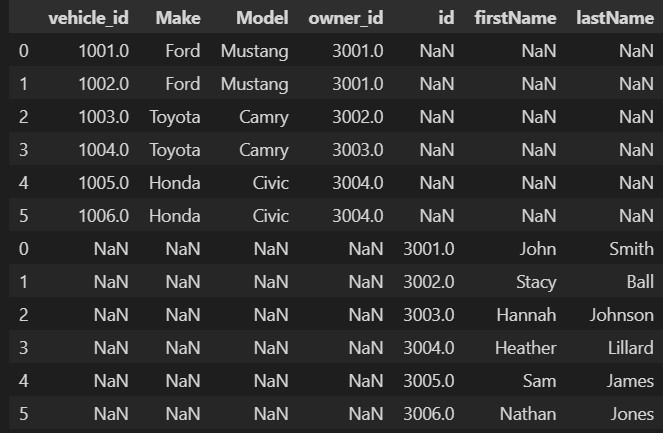 vehicle_id Make Model owner_id id firstName lastName
0 1001.0 Ford Mustang 3001.0 NaN NaN NaN
1 1002.0 Ford Mustang 3001.0 NaN NaN NaN
2 1003.0 Toyota Camry 3002.0 NaN NaN NaN
3 1004.0 Toyota Camry 3003.0 NaN NaN NaN
4 1005.0 Honda Civic 3004.0 NaN NaN NaN
5 1006.0 Honda Civic 3004.0 NaN NaN NaN
0 NaN NaN NaN NaN 3001.0 John Smith
1 NaN NaN NaN NaN 3002.0 Stacy Ball
2 NaN NaN NaN NaN 3003.0 Hannah Johnson
3 NaN NaN NaN NaN 3004.0 Heather Lillard
4 NaN NaN NaN NaN 3005.0 Sam James
5 NaN NaN NaN NaN 3006.0 Nathan Jones